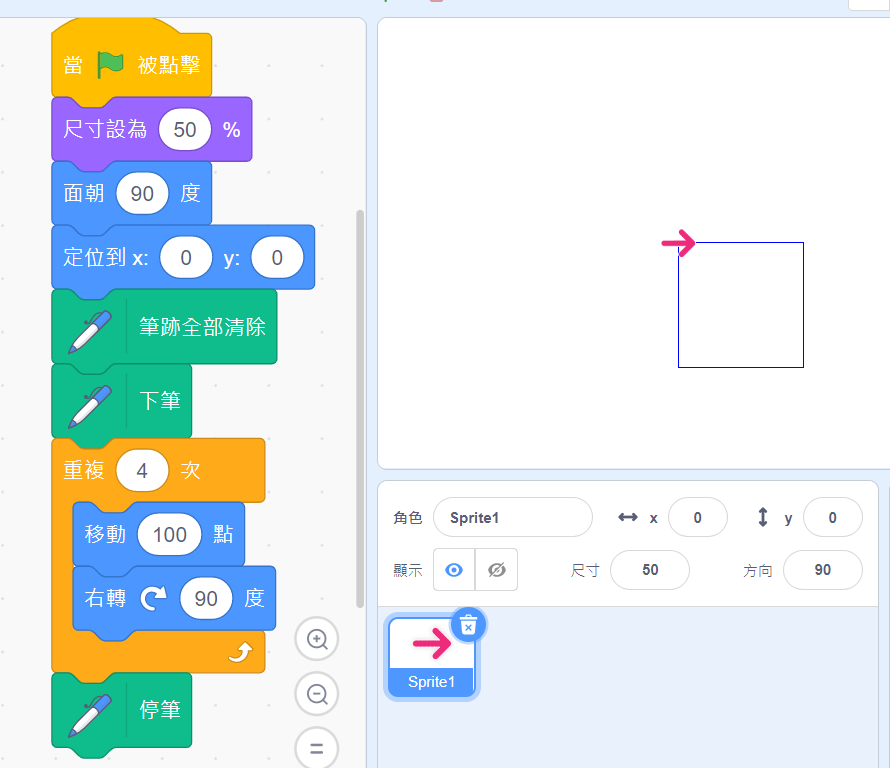 當 被點擊
尺寸設為 50 %
面朝 90 度
定位到 x: 0 y: 0
筆跡全部清除
下筆
重複 4 次
移動 100 點
右轉 90 度
停筆
角色 Sprite1 x 0 y 0
顯示 尺寸 50 方向 90
Sprite1